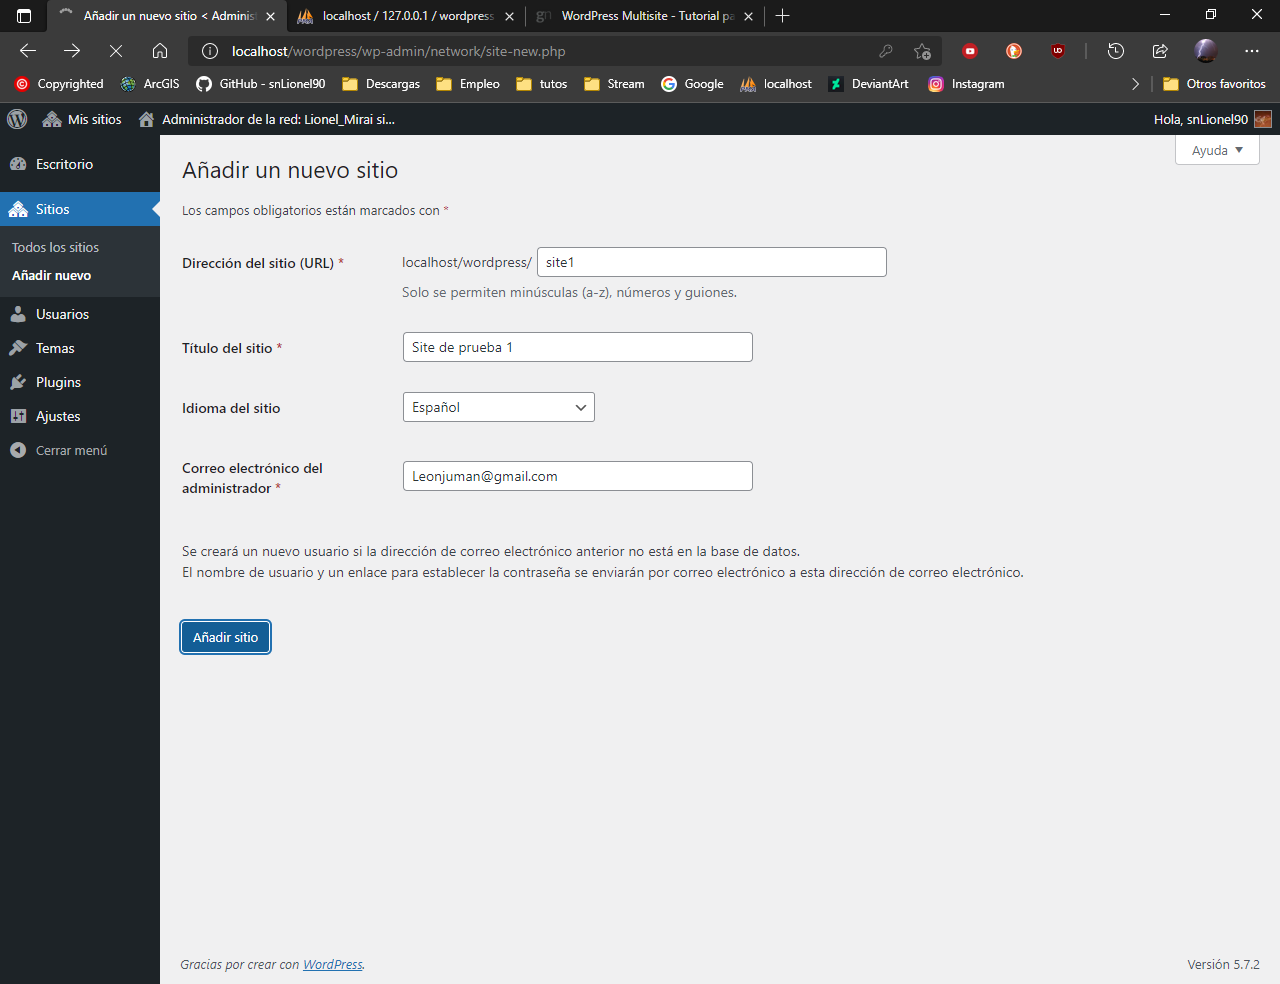 Añadir un nuevo sitio < Adminis
localhost / 127.0.0.1 / wordpress
gn WordPress Multisite - Tutorial pa
localhost/wordpress/wp-admin/network/site-new.php
Copyrighted ArcGIS GitHub - snLionel90 Descargas Empleo tutos Stream Google localhost DeviantArt Instagram Otros favoritos
Mis sitios Administrador de la red: Lionel_Mirai si... Hola, snLionel90
Ayuda
Escritorio
Sitios
Todos los sitios
Añadir nuevo
Usuarios
Temas
Plugins
Ajustes
Cerrar menú
Añadir un nuevo sitio
Los campos obligatorios están marcados con *
Dirección del sitio (URL) * localhost/wordpress/ site1
Solo se permiten minúsculas (a-z), números y guiones.
Título del sitio * Site de prueba 1
Idioma del sitio Español
Correo electrónico del
administrador * Leonjuman@gmail.com
Se creará un nuevo usuario si la dirección de correo electrónico anterior no está en la base de datos.
El nombre de usuario y un enlace para establecer la contraseña se enviarán por correo electrónico a esta dirección de correo electrónico.
Añadir sitio
Gracias por crear con WordPress. Versión 5.7.2